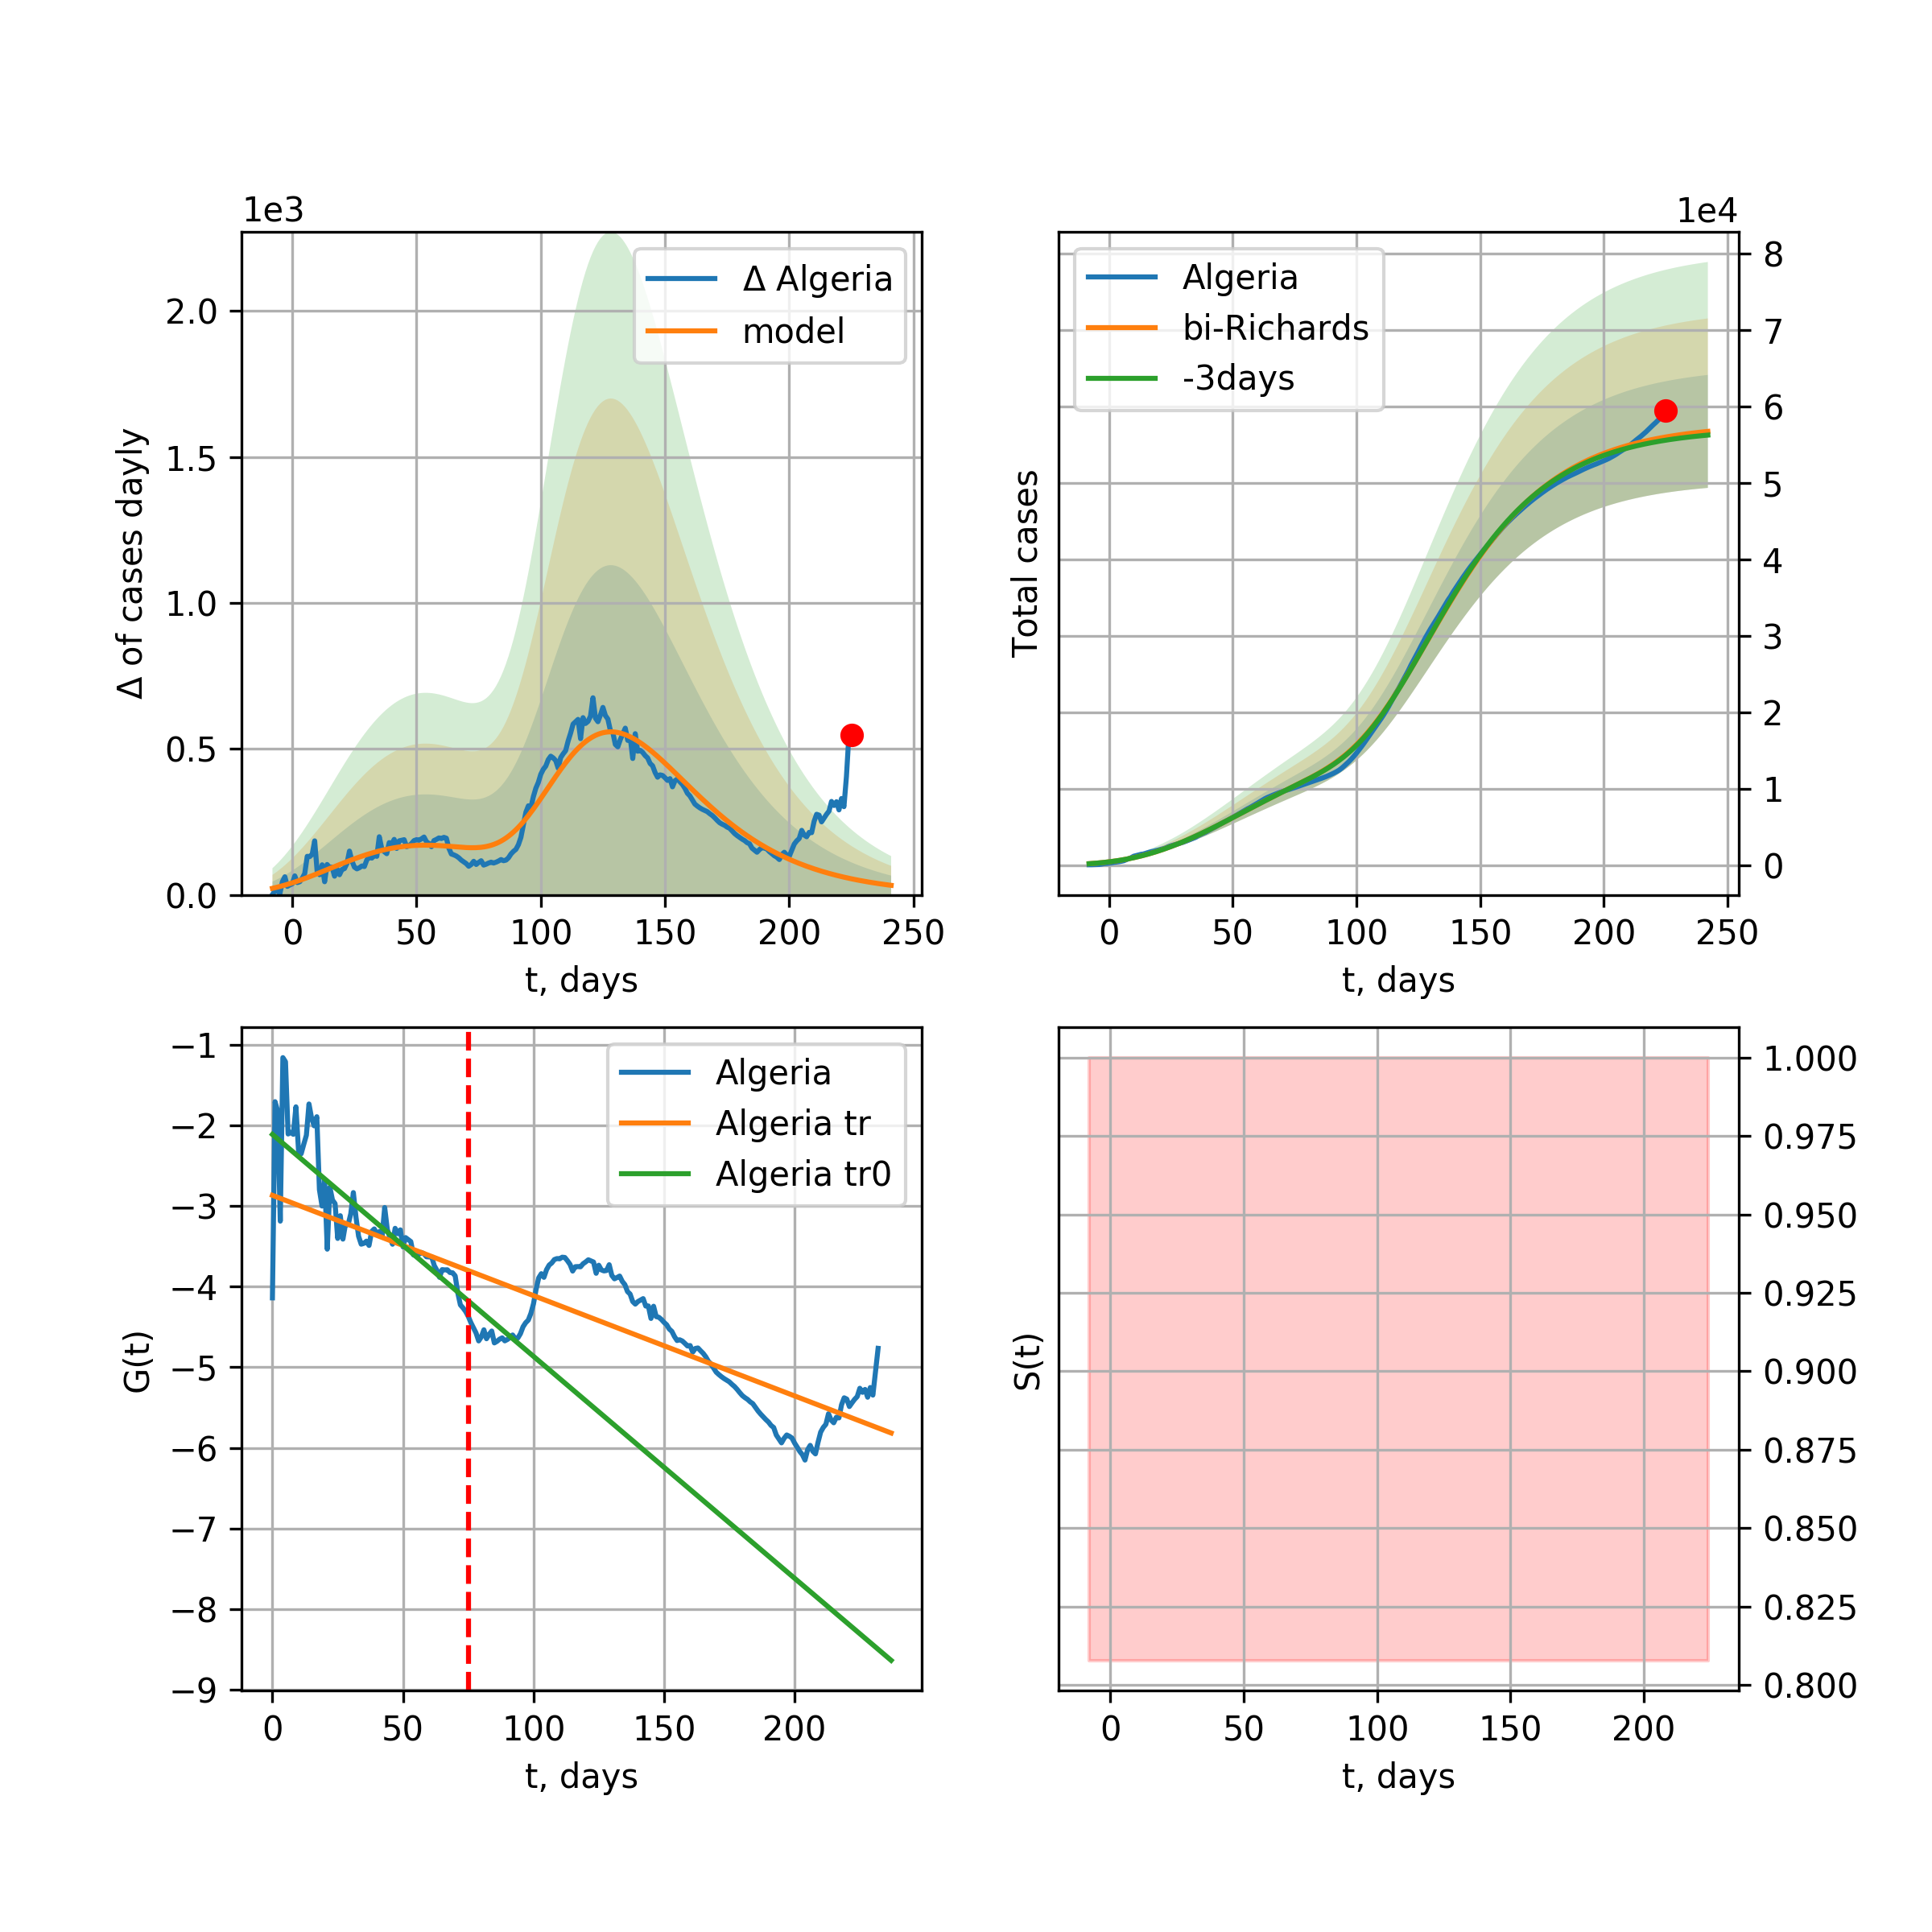 1e3
Δ of cases dayly
2.0
1.5
1.0
0.5
0.0
Δ Algeria
model
0 50 100 150 200 250
t, days
1e4
Total cases
Algeria
bi-Richards
-3days
8
7
6
5
4
3
2
1
0
0 50 100 150 200 250
t, days
G(t)
−1
−2
−3
−4
−5
−6
−7
−8
−9
Algeria
Algeria tr
Algeria tr0
0 50 100 150 200
t, days
S(t)
1.000
0.975
0.950
0.925
0.900
0.875
0.850
0.825
0.800
0 50 100 150 200
t, days